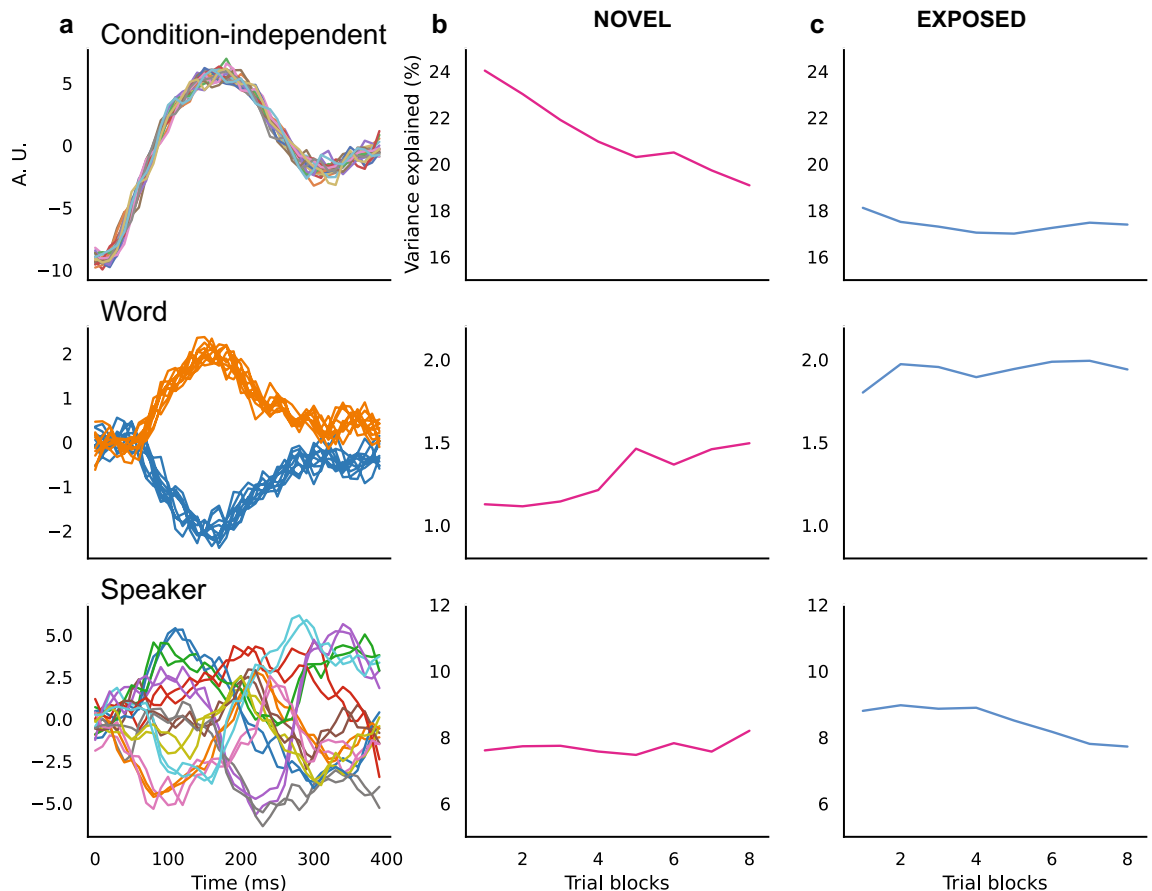 a
Condition-independent
b
NOVEL
c
EXPOSED
A. U.
5
0
−5
−10
Variance explained (%)
24
22
20
18
16
24
22
20
18
16
Word
2
1
0
−1
−2
2.0
1.5
1.0
2.0
1.5
1.0
Speaker
5.0
2.5
0.0
−2.5
−5.0
12
10
8
6
12
10
8
6
0 100 200 300 400
2 4 6 8
2 4 6 8
Time (ms)
Trial blocks
Trial blocks